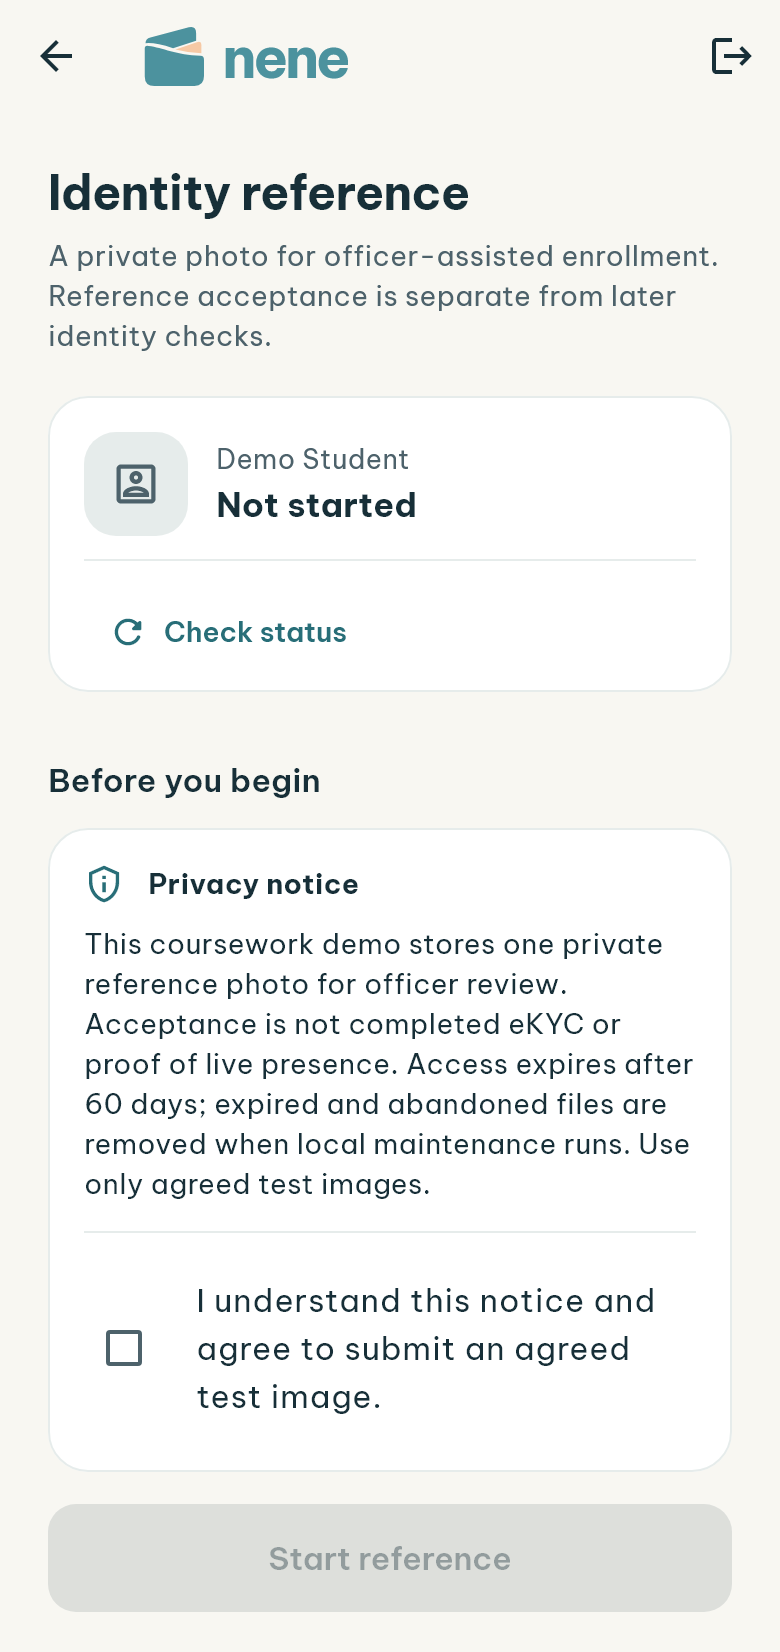 nene
Identity reference
A private photo for officer-assisted enrollment.
Reference acceptance is separate from later
identity checks.
Demo Student
Not started
Check status
Before you begin
Privacy notice
This coursework demo stores one private
reference photo for officer review.
Acceptance is not completed eKYC or
proof of live presence. Access expires after
60 days; expired and abandoned files are
removed when local maintenance runs. Use
only agreed test images.
I understand this notice and
agree to submit an agreed
test image.
Start reference